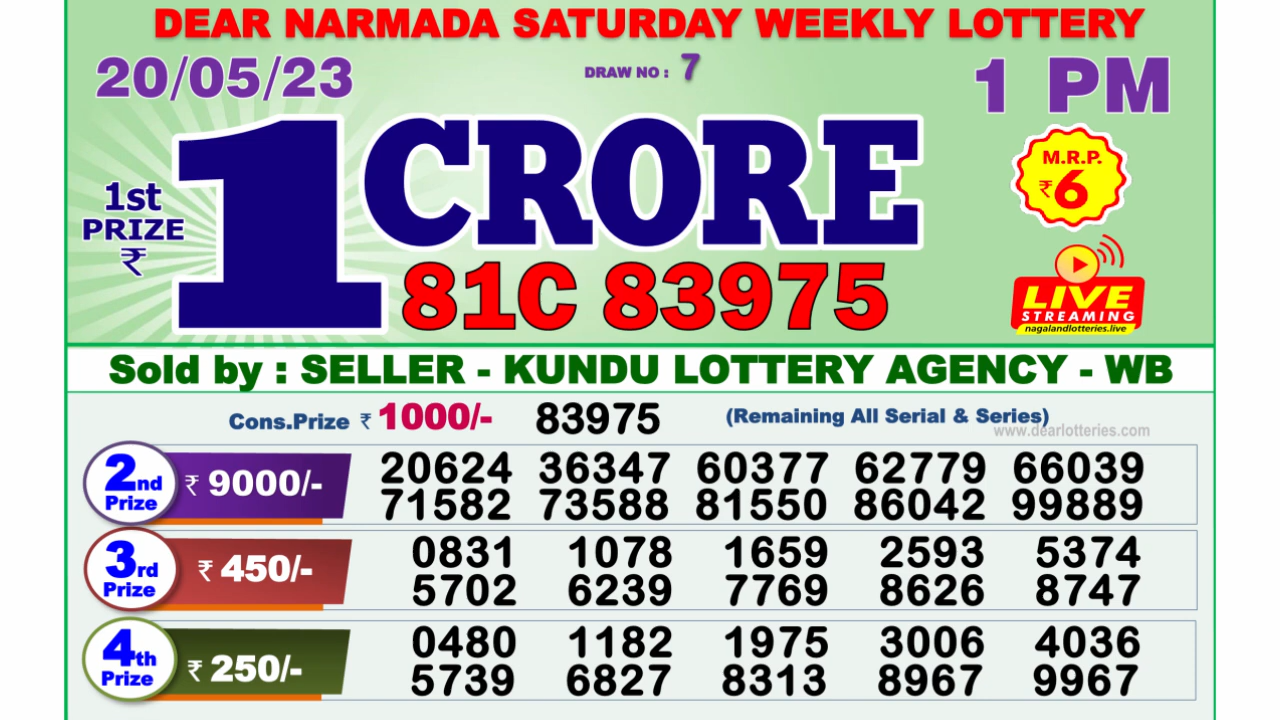 DEAR NARMADA SATURDAY WEEKLY LOTTERY
20/05/23 DRAW NO : 7 1 PM
1st PRIZE ₹ 1 CRORE
81C 83975
M.R.P. ₹6
LIVE
STREAMING
nagalandlotteries.live
Sold by : SELLER - KUNDU LOTTERY AGENCY - WB
Cons.Prize ₹ 1000/- 83975 (Remaining All Serial & Series)
www.dearlotteries.com
2nd Prize ₹ 9000/-
20624 36347 60377 62779 66039
71582 73588 81550 86042 99889
3rd Prize ₹ 450/-
0831 1078 1659 2593 5374
5702 6239 7769 8626 8747
4th Prize ₹ 250/-
0480 1182 1975 3006 4036
5739 6827 8313 8967 9967